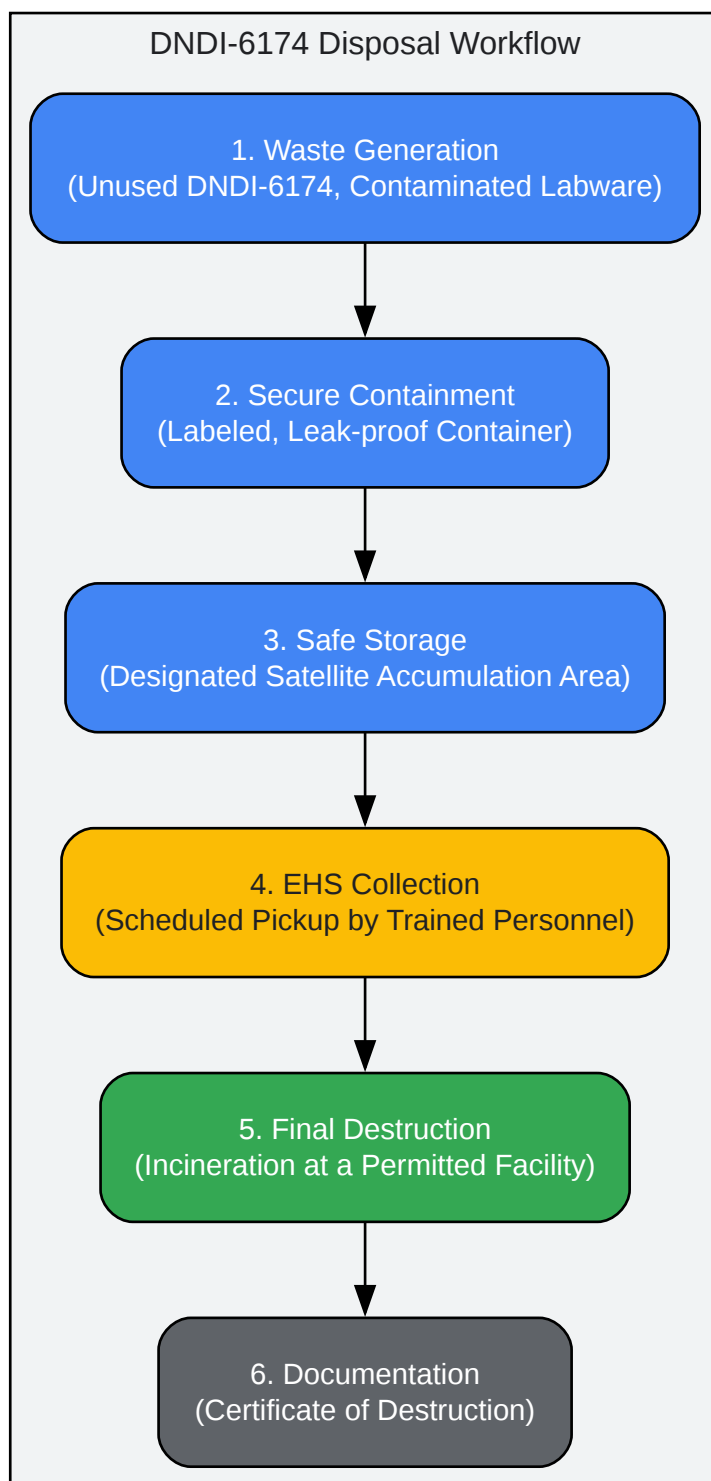 DNDI-6174 Disposal Workflow
1. Waste Generation
(Unused DNDI-6174, Contaminated Labware)
2. Secure Containment
(Labeled, Leak-proof Container)
3. Safe Storage
(Designated Satellite Accumulation Area)
4. EHS Collection
(Scheduled Pickup by Trained Personnel)
5. Final Destruction
(Incineration at a Permitted Facility)
6. Documentation
(Certificate of Destruction)